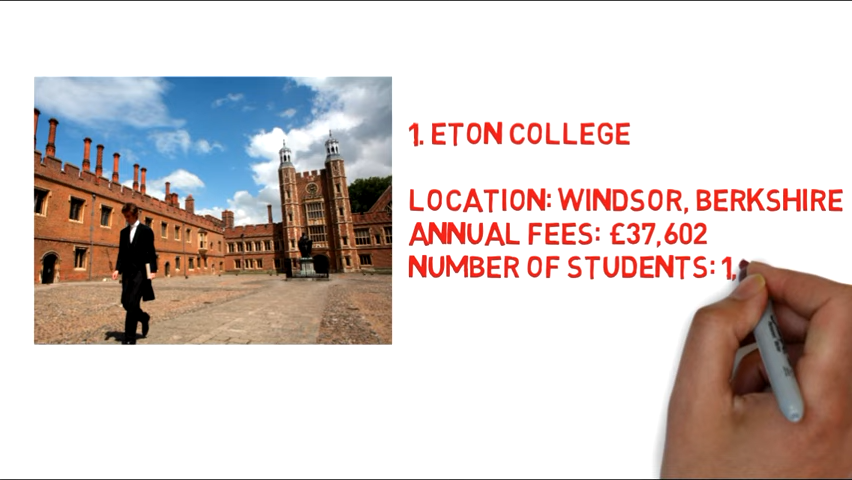 1. ETON COLLEGE
LOCATION: WINDSOR, BERKSHIRE
ANNUAL FEES: £37,602
NUMBER OF STUDENTS: 1,